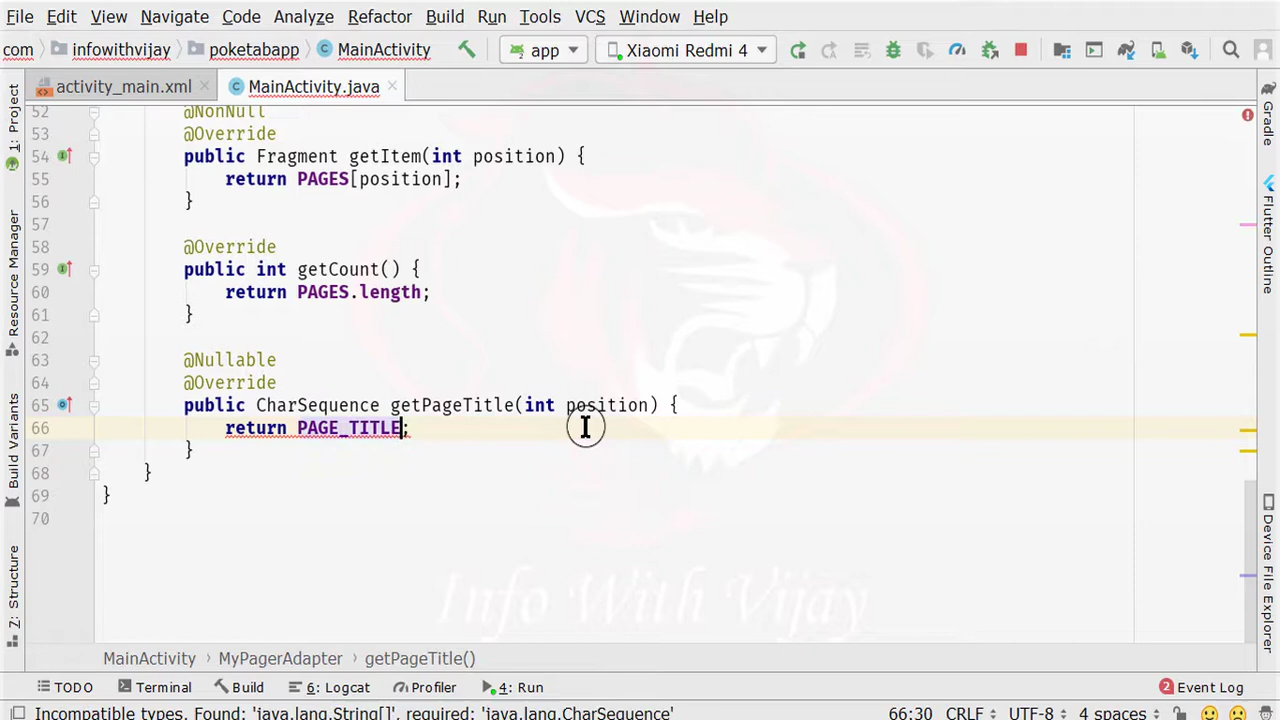 File Edit View Navigate Code Analyze Refactor Build Run Tools VCS Window Help
com infowithvijay poketabapp MainActivity app Xiaomi Redmi 4
activity_main.xml MainActivity.java
52 @NonNull
53 @Override
54 public Fragment getItem(int position) {
55 return PAGES[position];
56 }
57
58 @Override
59 public int getCount() {
60 return PAGES.length;
61 }
62
63 @Nullable
64 @Override
65 public CharSequence getPageTitle(int position) {
66 return PAGE_TITLE;
67 }
68 }
69 }
70
Info With Vijay
1: Project
Resource Manager
Build Variants
7: Structure
Gradle
Flutter Outline
Device File Explorer
MainActivity MyPagerAdapter getPageTitle()
TODO Terminal Build 6: Logcat Profiler 4: Run 2 Event Log
Incompatible types. Found: 'java.lang.String[]', required: 'java.lang.CharSequence' 66:30 CRLF UTF-8 4 spaces